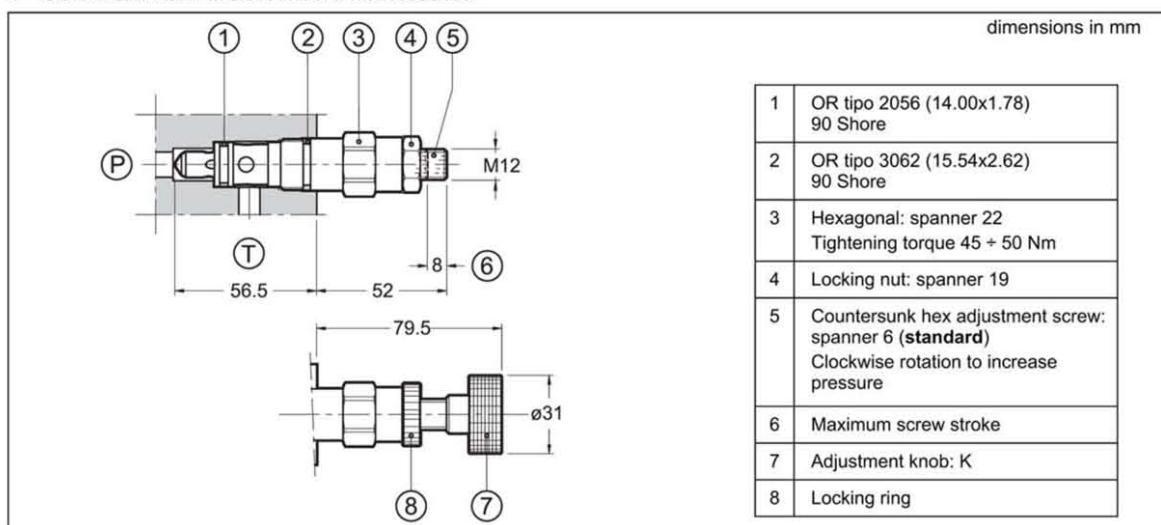 dimensions in mm
1 2 3 4 5
P
M12
T
8 6
56.5 52
79.5
ø31
8 7
1 OR tipo 2056 (14.00x1.78)
90 Shore
2 OR tipo 3062 (15.54x2.62)
90 Shore
3 Hexagonal: spanner 22
Tightening torque 45 ÷ 50 Nm
4 Locking nut: spanner 19
5 Countersunk hex adjustment screw:
spanner 6 (standard)
Clockwise rotation to increase
pressure
6 Maximum screw stroke
7 Adjustment knob: K
8 Locking ring